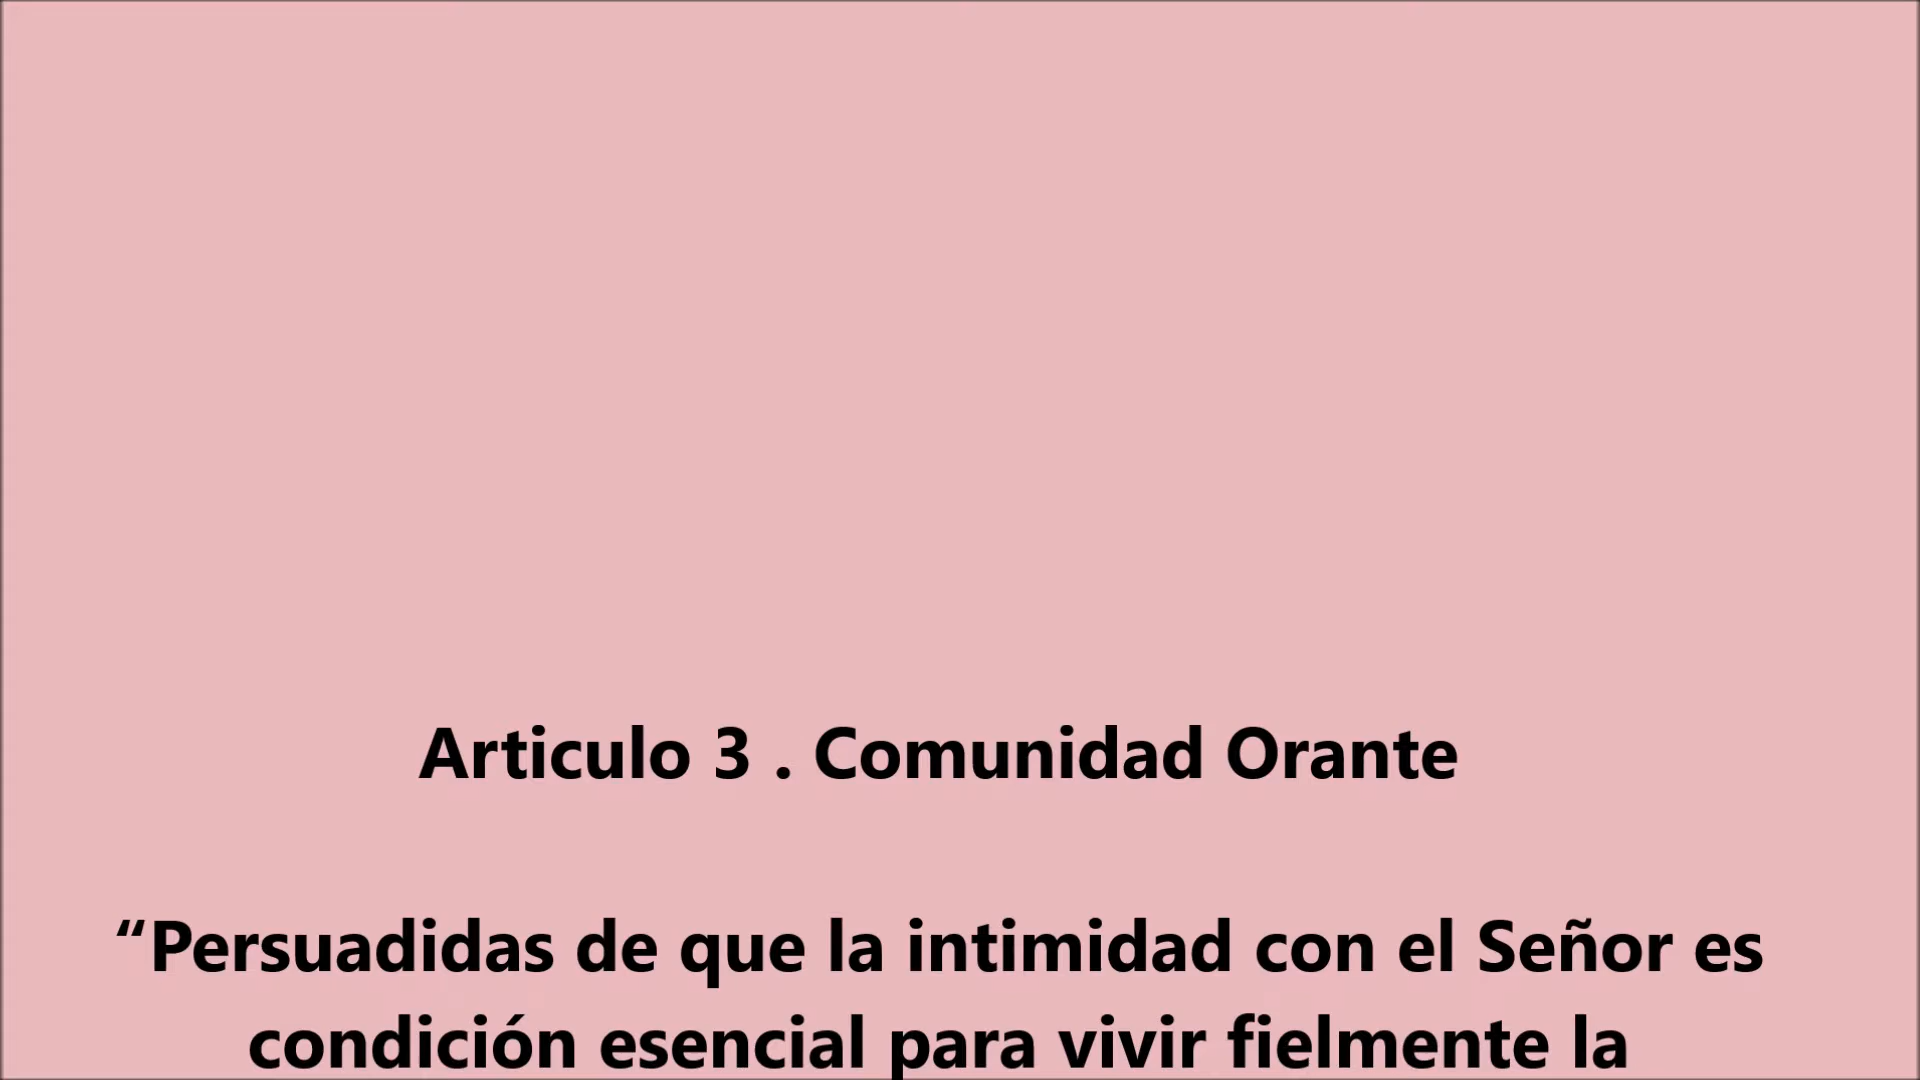 Articulo 3 . Comunidad Orante
“Persuadidas de que la intimidad con el Señor es
condición esencial para vivir fielmente la